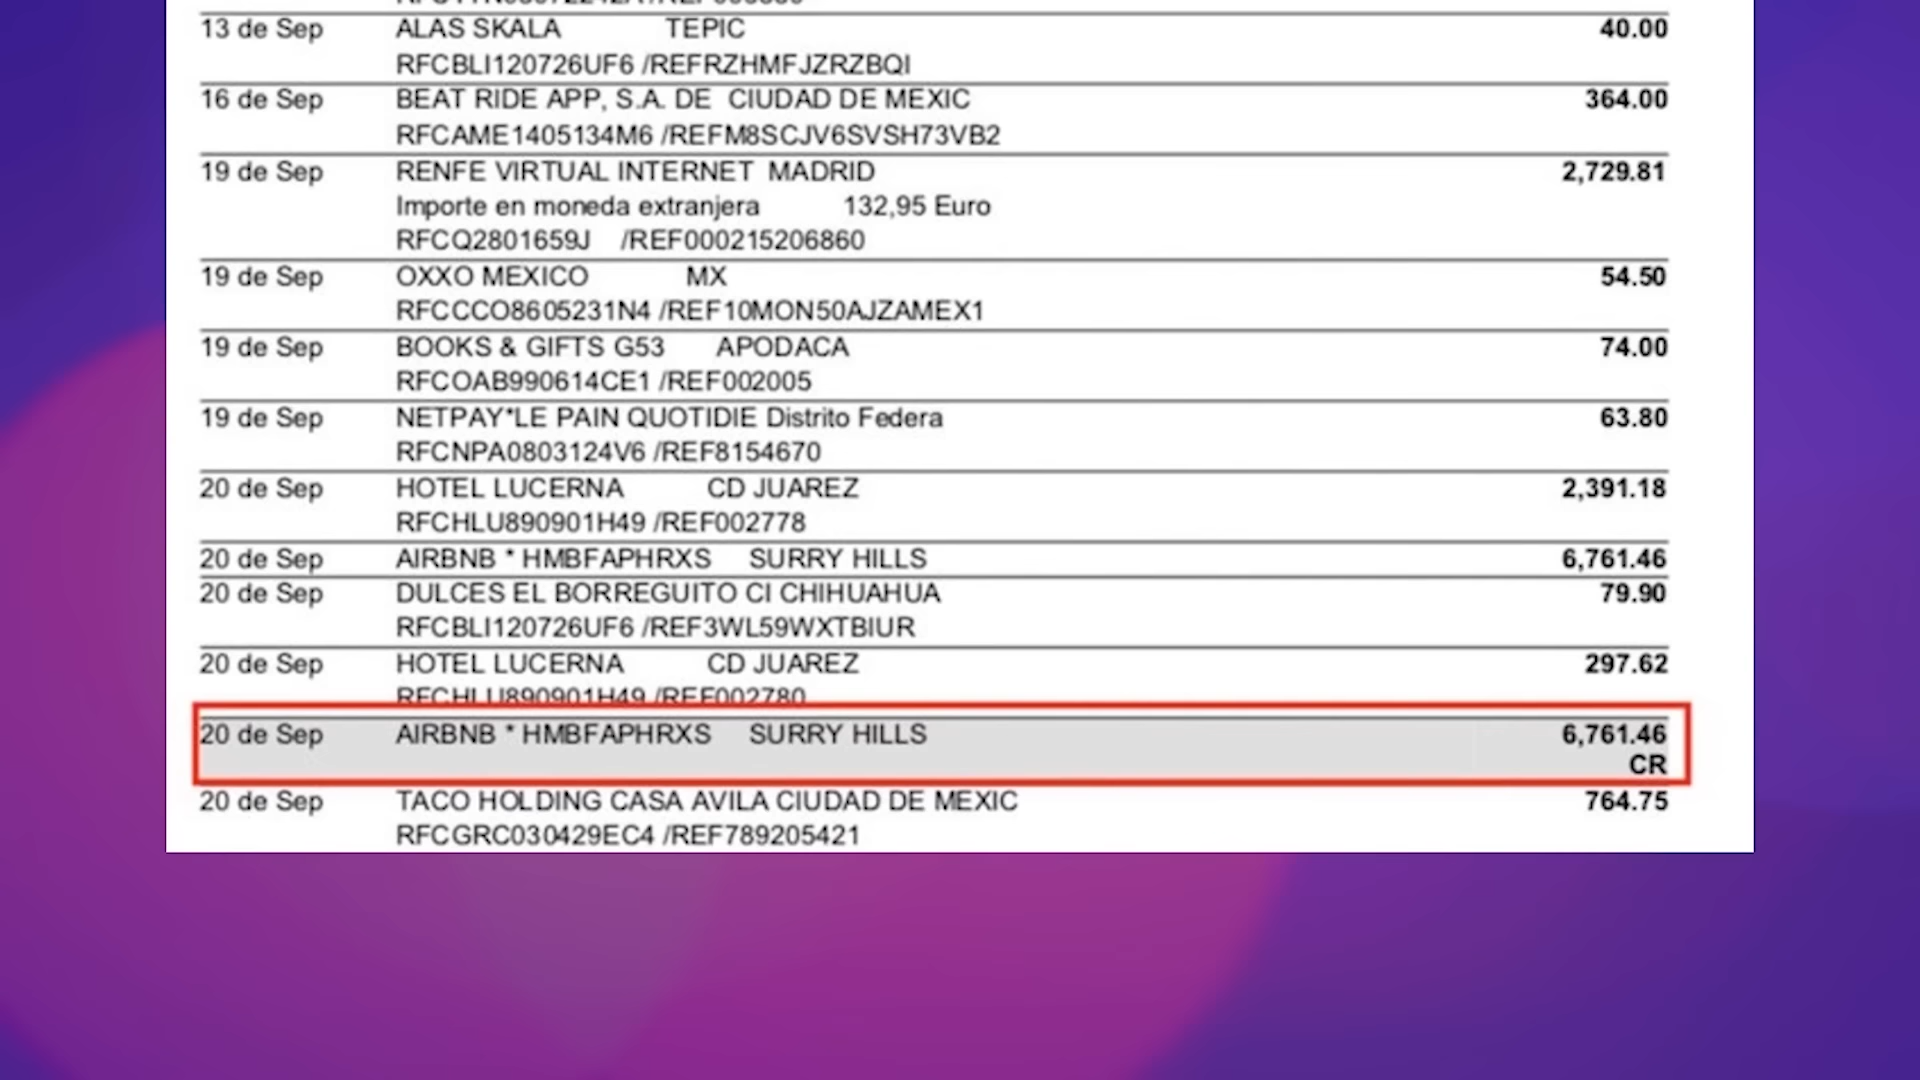 13 de Sep ALAS SKALA TEPIC 40.00
RFCBLI120726UF6 /REFRZHMFJZRZBQI
16 de Sep BEAT RIDE APP, S.A. DE CIUDAD DE MEXIC 364.00
RFCAME1405134M6 /REFM8SCJV6SVSH73VB2
19 de Sep RENFE VIRTUAL INTERNET MADRID 2,729.81
Importe en moneda extranjera 132,95 Euro
RFCQ2801659J /REF000215206860
19 de Sep OXXO MEXICO MX 54.50
RFCCCO8605231N4 /REF10MON50AJZAMEX1
19 de Sep BOOKS & GIFTS G53 APODACA 74.00
RFCOAB990614CE1 /REF002005
19 de Sep NETPAY*LE PAIN QUOTIDIE Distrito Federa 63.80
RFCNPA0803124V6 /REF8154670
20 de Sep HOTEL LUCERNA CD JUAREZ 2,391.18
RFCHLU890901H49 /REF002778
20 de Sep AIRBNB * HMBFAPHRXS SURRY HILLS 6,761.46
20 de Sep DULCES EL BORREGUITO CI CHIHUAHUA 79.90
RFCBLI120726UF6 /REF3WL59WXTBIUR
20 de Sep HOTEL LUCERNA CD JUAREZ 297.62
RFCHLU890901H49 /REF002780
20 de Sep AIRBNB * HMBFAPHRXS SURRY HILLS 6,761.46
CR
20 de Sep TACO HOLDING CASA AVILA CIUDAD DE MEXIC 764.75
RFCGRC030429EC4 /REF789205421